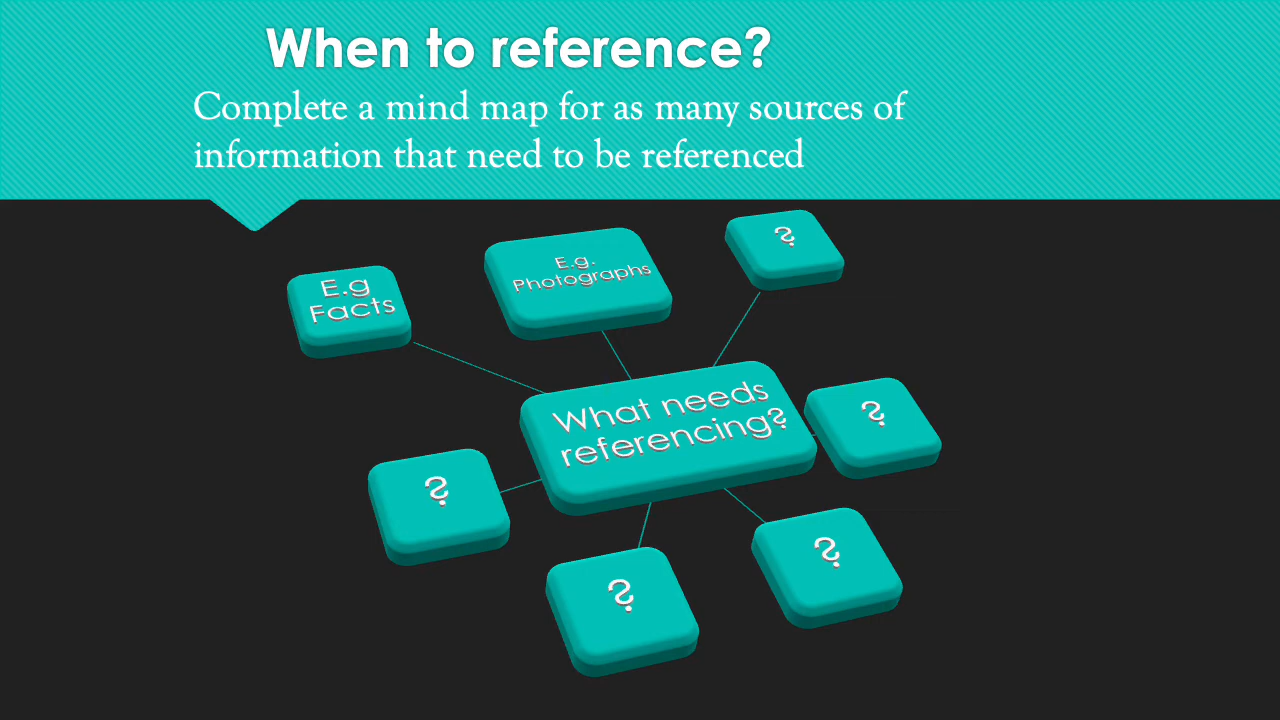 When to reference?
Complete a mind map for as many sources of
information that need to be referenced
E.g
Facts
E.g.
Photographs
?
What needs
referencing?
?
?
?
?